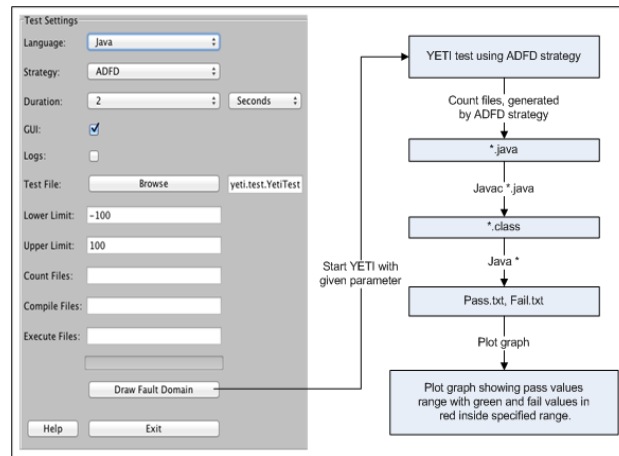 Test Settings
Language: Java
Strategy: ADFD
Duration: 2 Seconds
GUI:
Logs:
Test File: Browse yeti.test.YetiTest
Lower Limit: -100
Upper Limit: 100
Count Files:
Compile Files:
Execute Files:
Draw Fault Domain
Help Exit
Start YETI with
given parameter
YETI test using ADFD strategy
Count files, generated
by ADFD strategy
*.java
Javac *.java
*.class
Java *
Pass.txt, Fail.txt
Plot graph
Plot graph showing pass values
range with green and fail values in
red inside specified range.